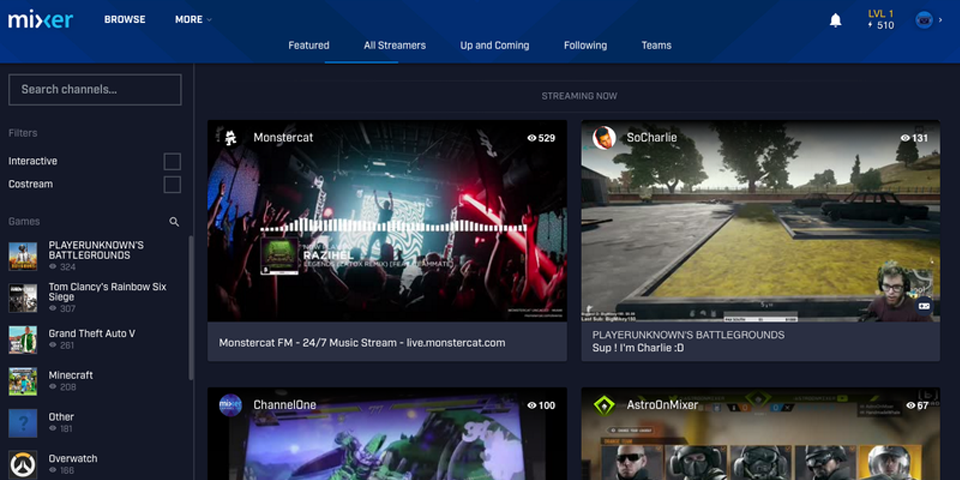 mixer
BROWSE
MORE
LVL 1
510
Featured
All Streamers
Up and Coming
Following
Teams
Search channels...
Filters
Interactive
Costream
Games
PLAYERUNKNOWN'S
BATTLEGROUNDS
324
Tom Clancy's Rainbow Six
Siege
307
Grand Theft Auto V
261
Minecraft
208
Other
181
Overwatch
166
STREAMING NOW
Monstercat
529
RAZIHEL
Monstercat FM - 24/7 Music Stream - live.monstercat.com
SoCharlie
131
PLAYERUNKNOWN'S BATTLEGROUNDS
Sup ! I'm Charlie :D
mixer
ChannelOne
100
AstroOnMixer
67